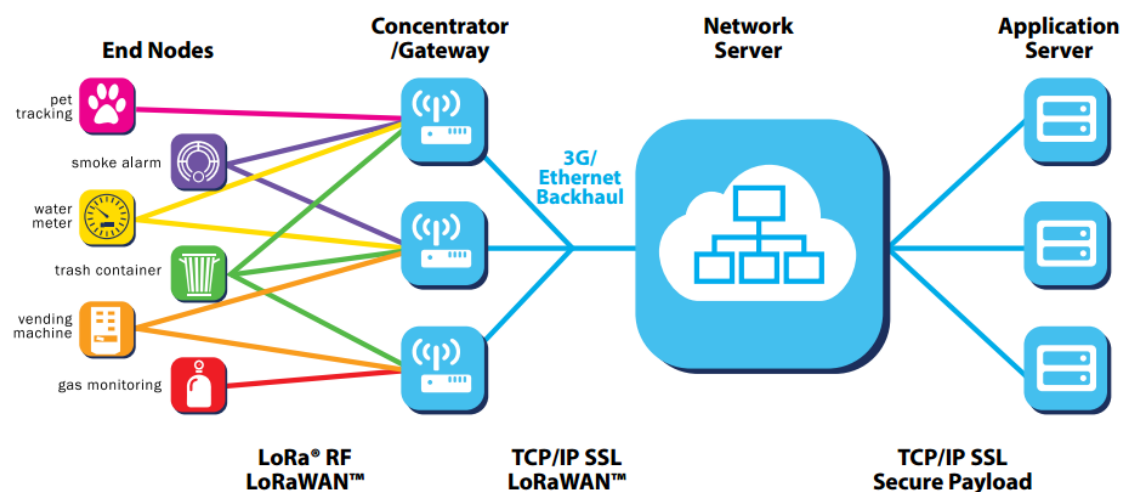 End Nodes
Concentrator
/Gateway
Network
Server
Application
Server
pet
tracking
smoke alarm
water
meter
trash container
vending
machine
gas monitoring
3G/
Ethernet
Backhaul
LoRa® RF
LoRaWAN™
TCP/IP SSL
LoRaWAN™
TCP/IP SSL
Secure Payload